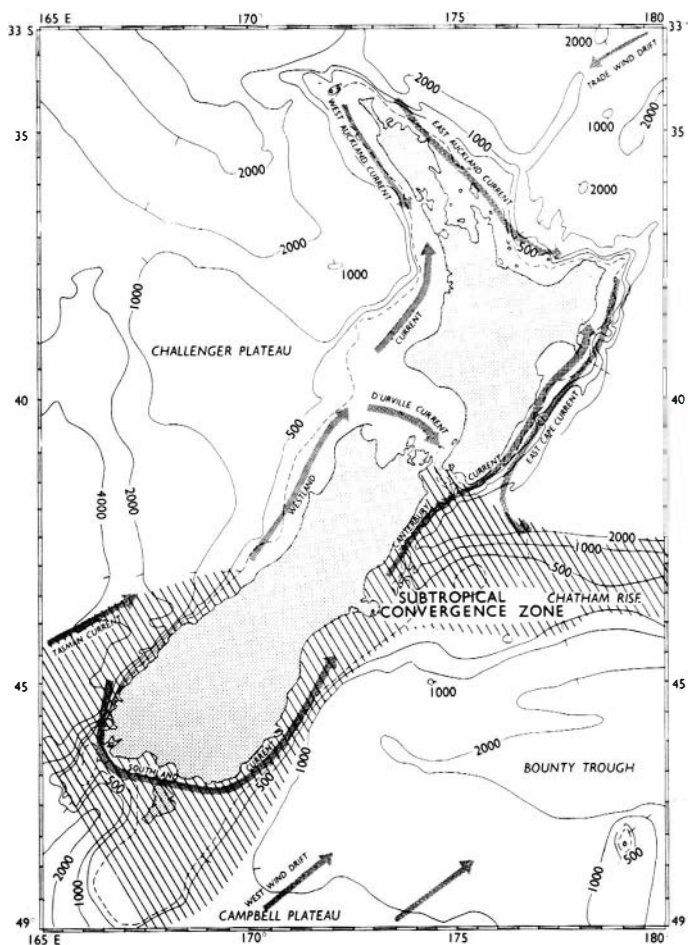 165 E
170
175
180
33 S
2000
2000
TRADE WIND DRIFT
35
WEST AUCKLAND CURRENT
EAST AUCKLAND CURRENT
1000
1000
2000
2000
2000
2000
500
1000
1000
CHALLENGER PLATEAU
CURRENT
40
40
D'URVILLE CURRENT
500
WESTLAND
EAST CAPE CURRENT
CURRENT
CANTERBURY
4000
2000
2000
1000
500
SUBTROPICAL
CONVERGENCE ZONE
CHATHAM RISE
TASMAN CURRENT
45
45
1000
2000
SOUTHLAND
CURRENT
1000
500
500
BOUNTY TROUGH
2000
1000
WEST WIND DRIFT
500
1000
CAMPBELL PLATEAU
49
49
165 E
170
175
180